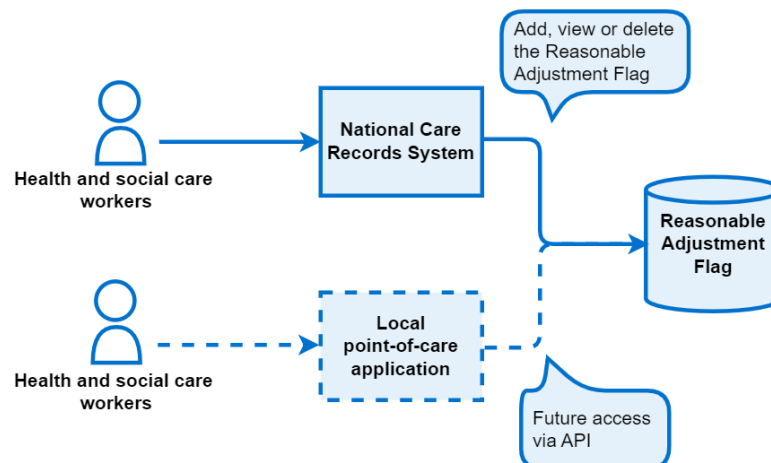 Add, view or delete
the Reasonable
Adjustment Flag
National Care
Records System
Health and social care
workers
Reasonable
Adjustment
Flag
Local
point-of-care
application
Health and social care
workers
Future access
via API